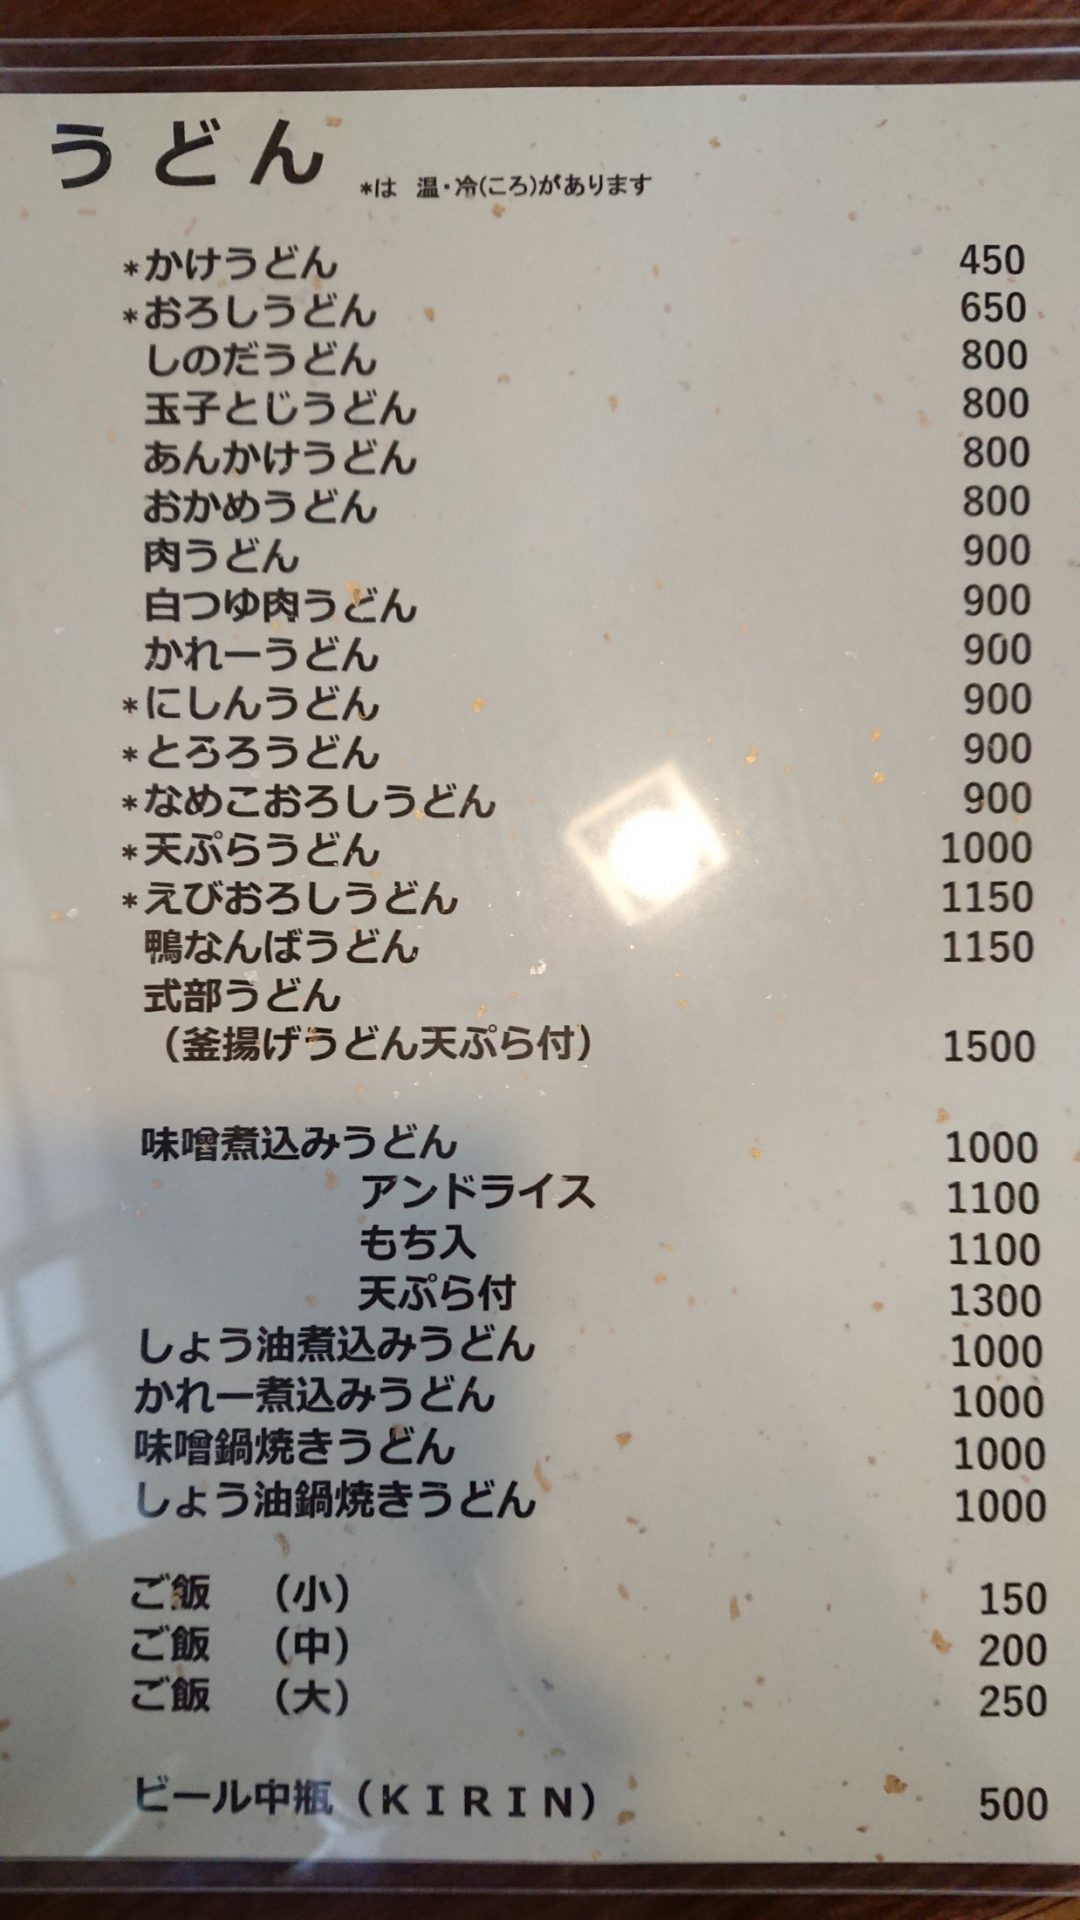 うどん *は 温・冷(ころ)があります
*かけうどん 450
*おろしうどん 650
しのだうどん 800
玉子とじうどん 800
あんかけうどん 800
おかめうどん 800
肉うどん 900
白つゆ肉うどん 900
かれーうどん 900
*にしんうどん 900
*とろろうどん 900
*なめこおろしうどん 900
*天ぷらうどん 1000
*えびおろしうどん 1150
鴨なんばうどん 1150
式部うどん
（釜揚げうどん天ぷら付） 1500
味噌煮込みうどん 1000
アンドライス 1100
もち入 1100
天ぷら付 1300
しょう油煮込みうどん 1000
かれー煮込みうどん 1000
味噌鍋焼きうどん 1000
しょう油鍋焼きうどん 1000
ご飯 （小） 150
ご飯 （中） 200
ご飯 （大） 250
ビール中瓶（ＫＩＲＩＮ） 500